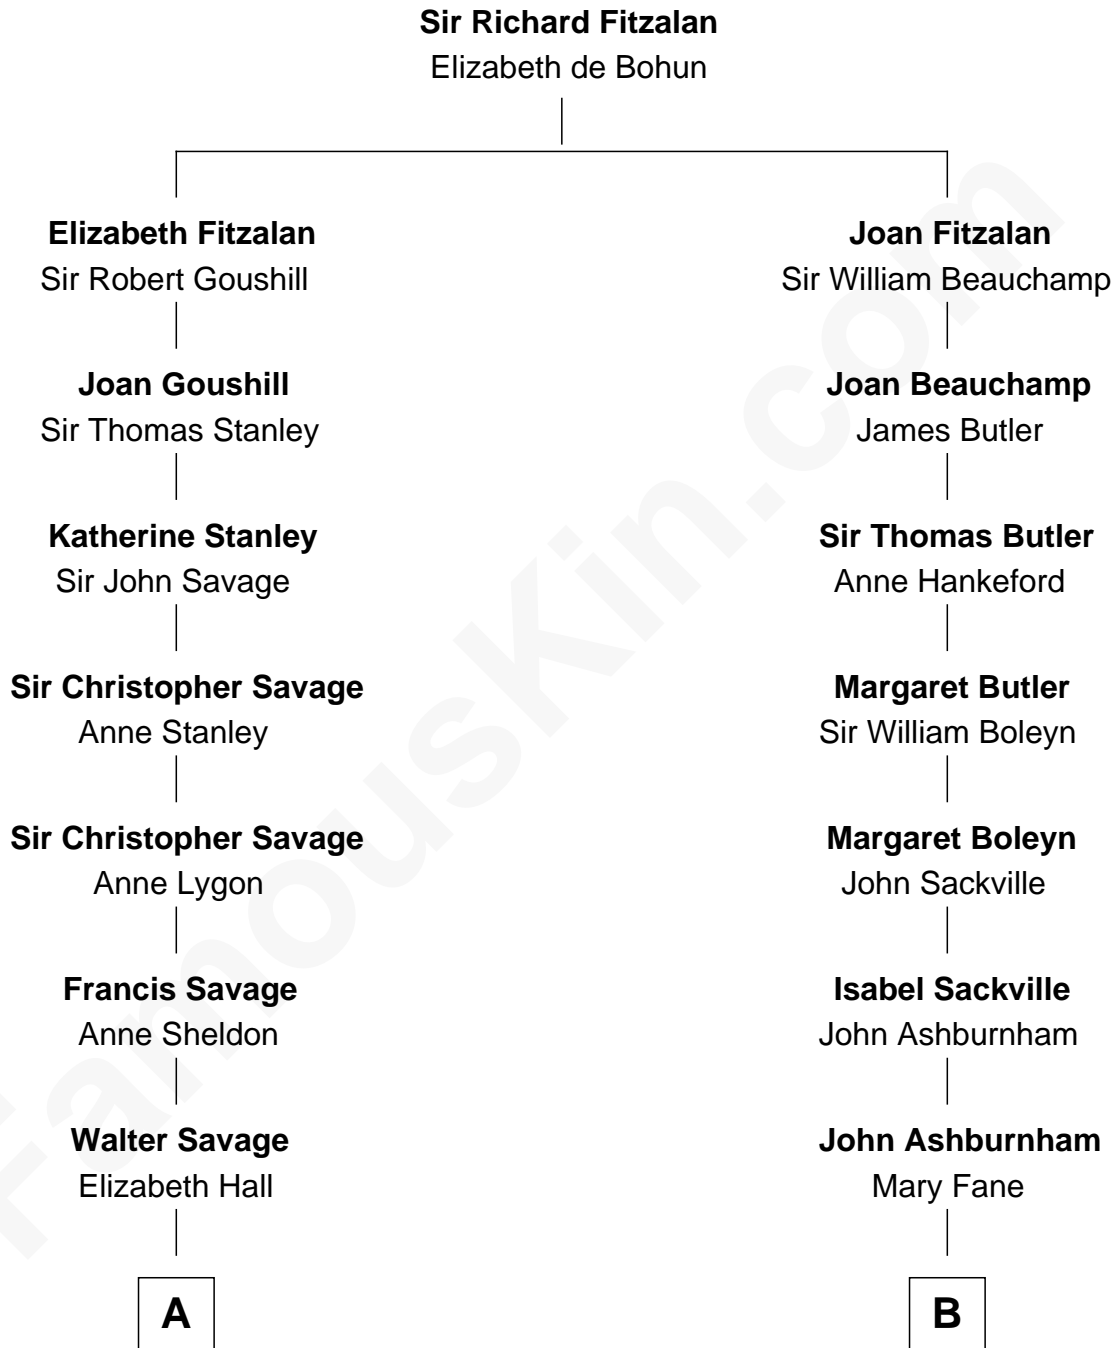 Sir Richard Fitzalan
Elizabeth de Bohun
Elizabeth Fitzalan
Sir Robert Goushill
Joan Fitzalan
Sir William Beauchamp
Joan Goushill
Sir Thomas Stanley
Joan Beauchamp
James Butler
Katherine Stanley
Sir John Savage
Sir Thomas Butler
Anne Hankeford
Sir Christopher Savage
Anne Stanley
Margaret Butler
Sir William Boleyn
Sir Christopher Savage
Anne Lygon
Margaret Boleyn
John Sackville
Francis Savage
Anne Sheldon
Isabel Sackville
John Ashburnham
Walter Savage
Elizabeth Hall
John Ashburnham
Mary Fane
A
B
FamousKin.com